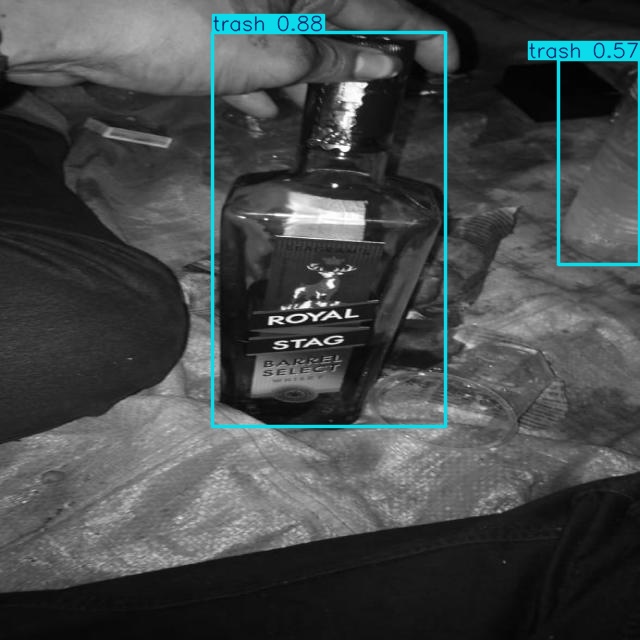 trash 0.88
trash 0.57
ROYAL
STAG
BARREL
SELECT
WHISKY